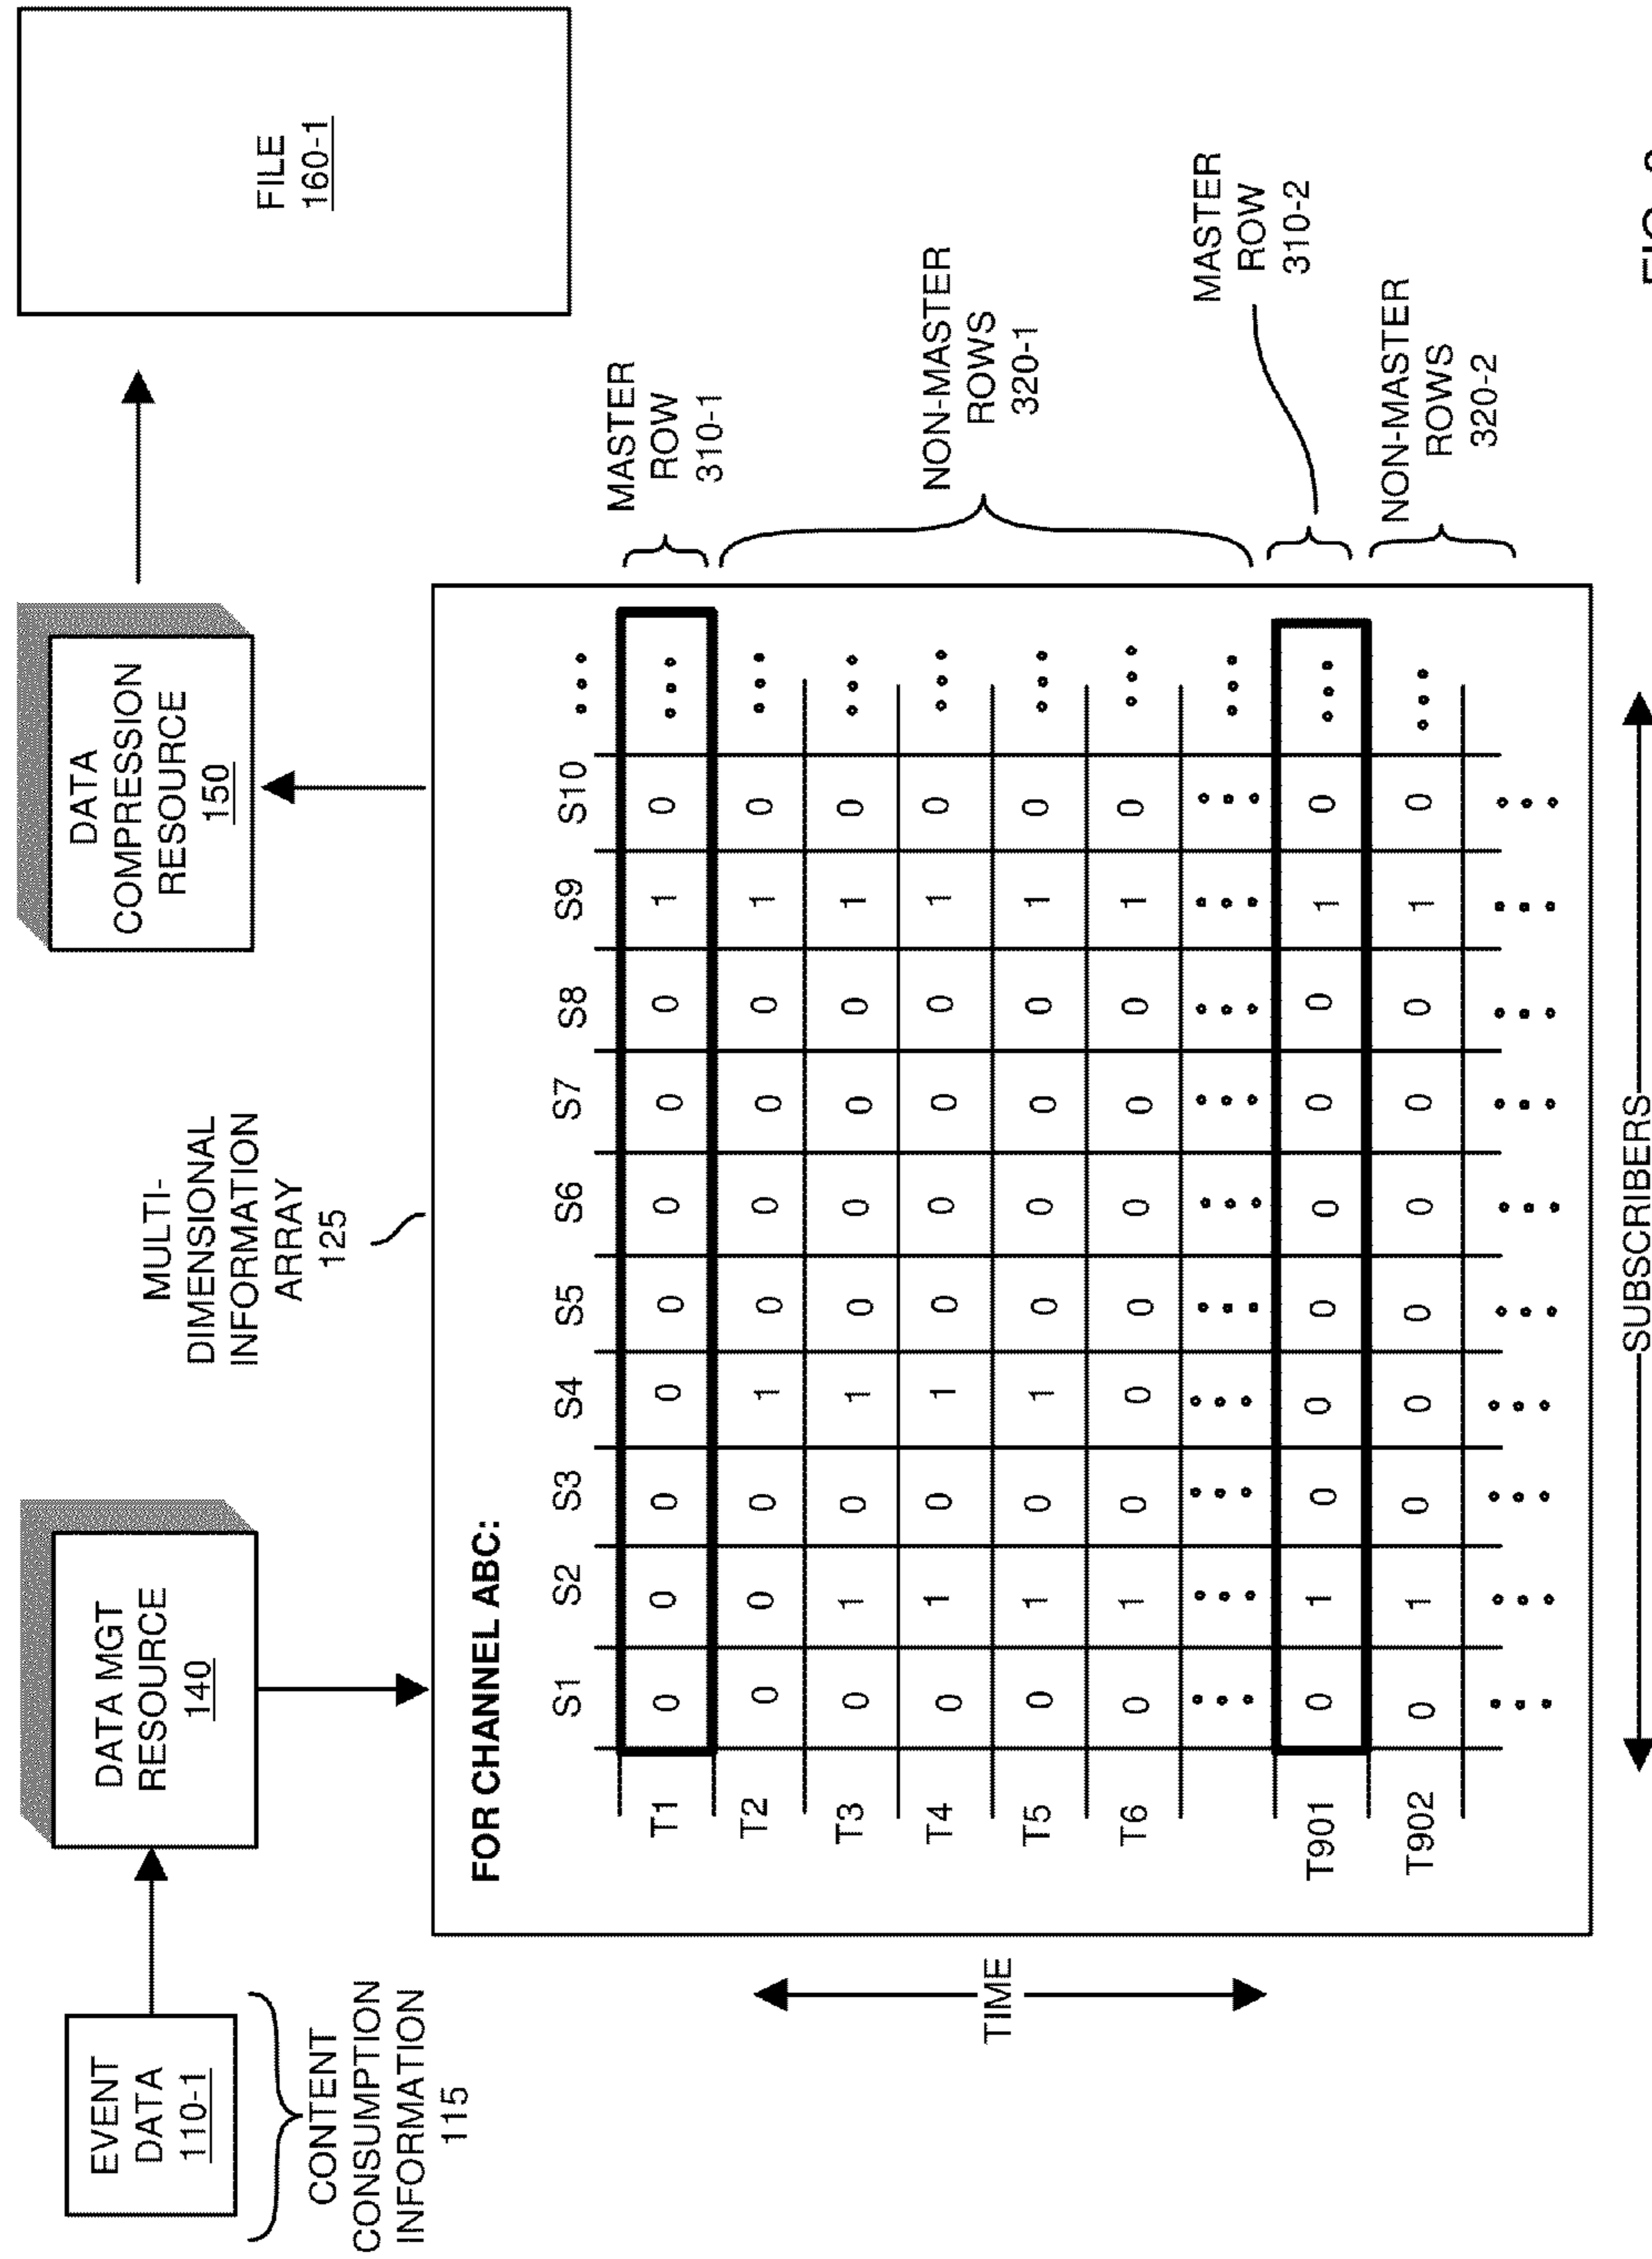 EVENT
DATA
110-1
CONTENT
CONSUMPTION
INFORMATION
115
DATA MGT
RESOURCE
140
MULTI-
DIMENSIONAL
INFORMATION
ARRAY
125
DATA
COMPRESSION
RESOURCE
150
FILE
160-1
FOR CHANNEL ABC:
S1 S2 S3 S4 S5 S6 S7 S8 S9 S10 •••
T1 0 0 0 0 0 0 0 0 1 0 •••
T2 0 0 0 1 0 0 0 0 1 0 •••
T3 0 1 0 1 0 0 0 0 1 0 •••
T4 0 1 0 1 0 0 0 0 1 0 •••
T5 0 1 0 1 0 0 0 0 1 0 •••
T6 0 1 0 0 0 0 0 0 1 0 •••
T901 0 1 0 0 0 0 0 0 1 0 •••
T902 0 1 0 0 0 0 0 0 1 0 •••
TIME
SUBSCRIBERS
MASTER
ROW
310-1
NON-MASTER
ROWS
320-1
MASTER
ROW
310-2
NON-MASTER
ROWS
320-2
FIG.